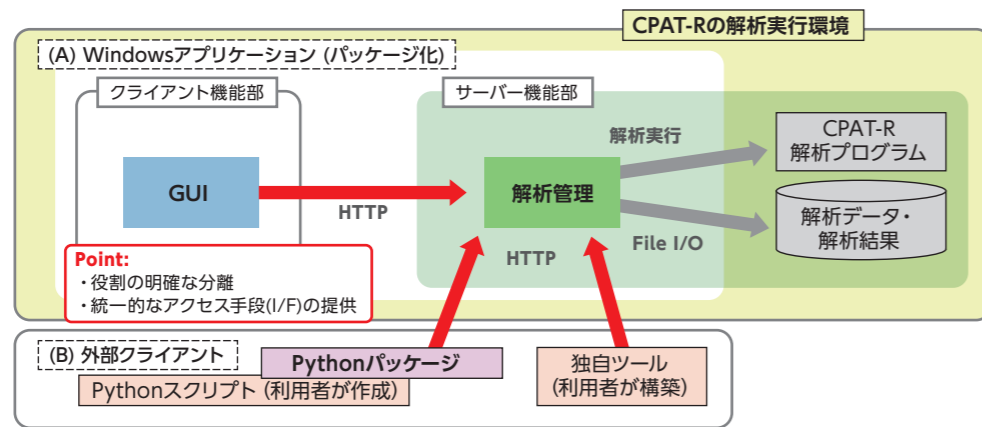 CPAT-Rの解析実行環境
(A) Windowsアプリケーション (パッケージ化)
クライアント機能部
サーバー機能部
GUI
HTTP
解析管理
解析実行
CPAT-R
解析プログラム
File I/O
解析データ・
解析結果
HTTP
Point:
・役割の明確な分離
・統一的なアクセス手段(I/F)の提供
(B) 外部クライアント
Pythonパッケージ
Pythonスクリプト (利用者が作成)
独自ツール
(利用者が構築)